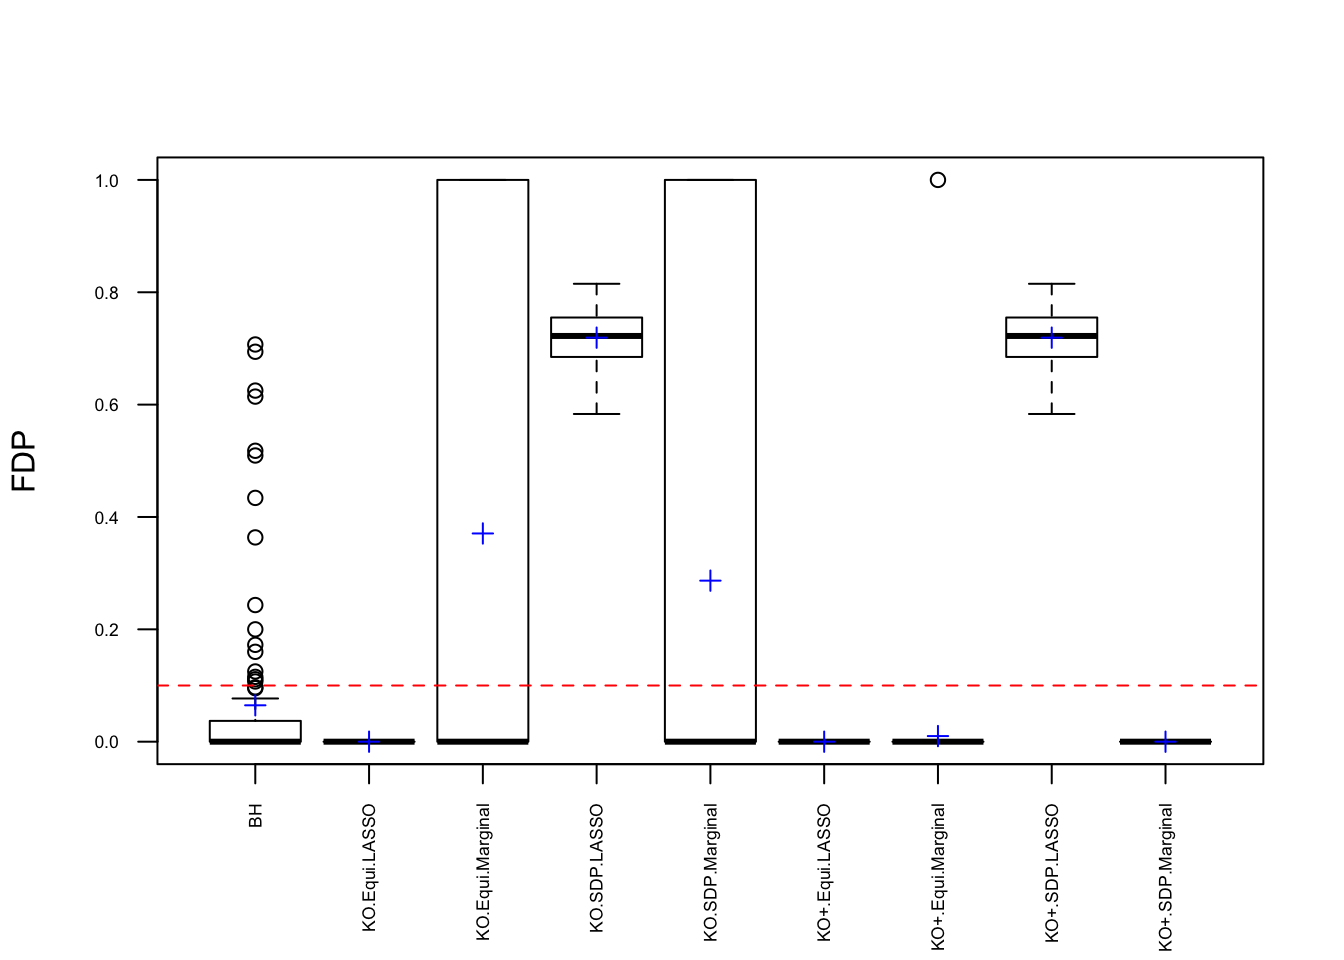 FDP
1.0
0.8
0.6
0.4
0.2
0.0
BH
KO.Equi.LASSO
KO.Equi.Marginal
KO.SDP.LASSO
KO.SDP.Marginal
KO+.Equi.LASSO
KO+.Equi.Marginal
KO+.SDP.LASSO
KO+.SDP.Marginal